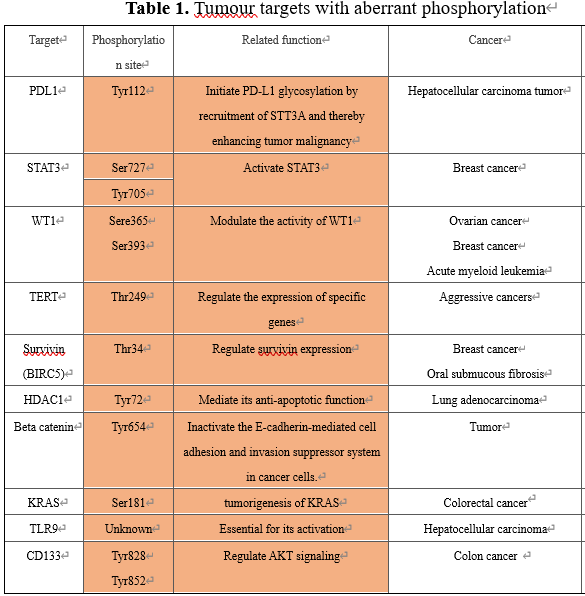 Table 1. Tumour targets with aberrant phosphorylation
Target Phosphorylatio Related function Cancer
n site
PDL1 Tyr112 Initiate PD-L1 glycosylation by Hepatocellular carcinoma tumor
recruitment of STT3A and thereby
enhancing tumor malignancy
STAT3 Ser727 Activate STAT3 Breast cancer
Tyr705
WT1 Sere365 Modulate the activity of WT1 Ovarian cancer
Ser393 Breast cancer
Acute myeloid leukemia
TERT Thr249 Regulate the expression of specific Aggressive cancers
genes
Survivin Thr34 Regulate survivin expression Breast cancer
(BIRC5) Oral submucous fibrosis
HDAC1 Tyr72 Mediate its anti-apoptotic function Lung adenocarcinoma
Beta catenin Tyr654 Inactivate the E-cadherin-mediated cell Tumor
adhesion and invasion suppressor system
in cancer cells.
KRAS Ser181 tumorigenesis of KRAS Colorectal cancer
TLR9 Unknown Essential for its activation Hepatocellular carcinoma
CD133 Tyr828 Regulate AKT signaling Colon cancer
Tyr852